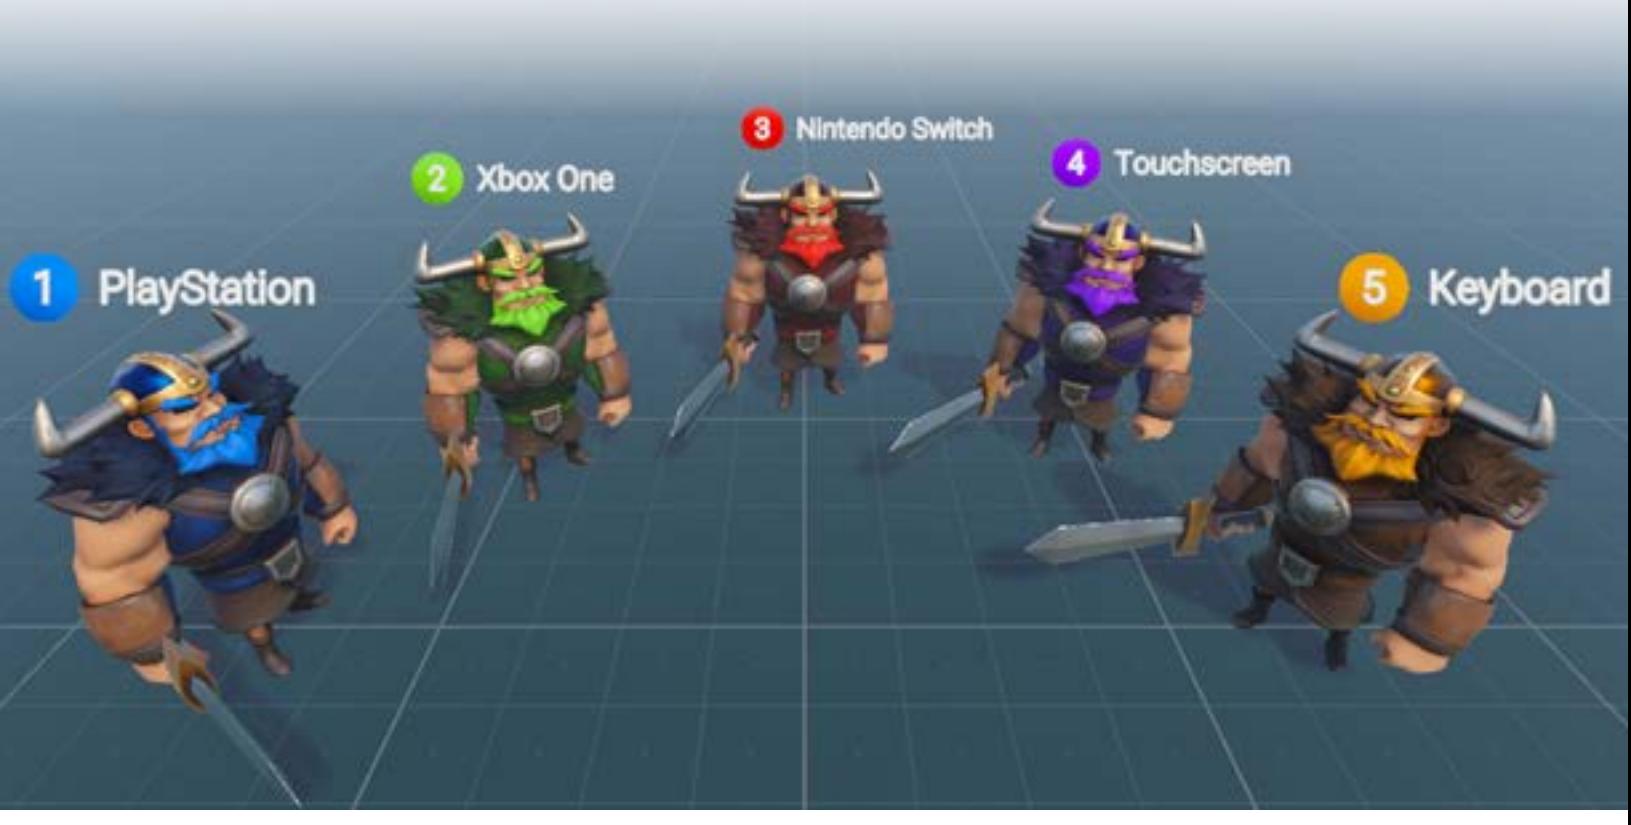 1 PlayStation
2 Xbox One
3 Nintendo Switch
4 Touchscreen
5 Keyboard